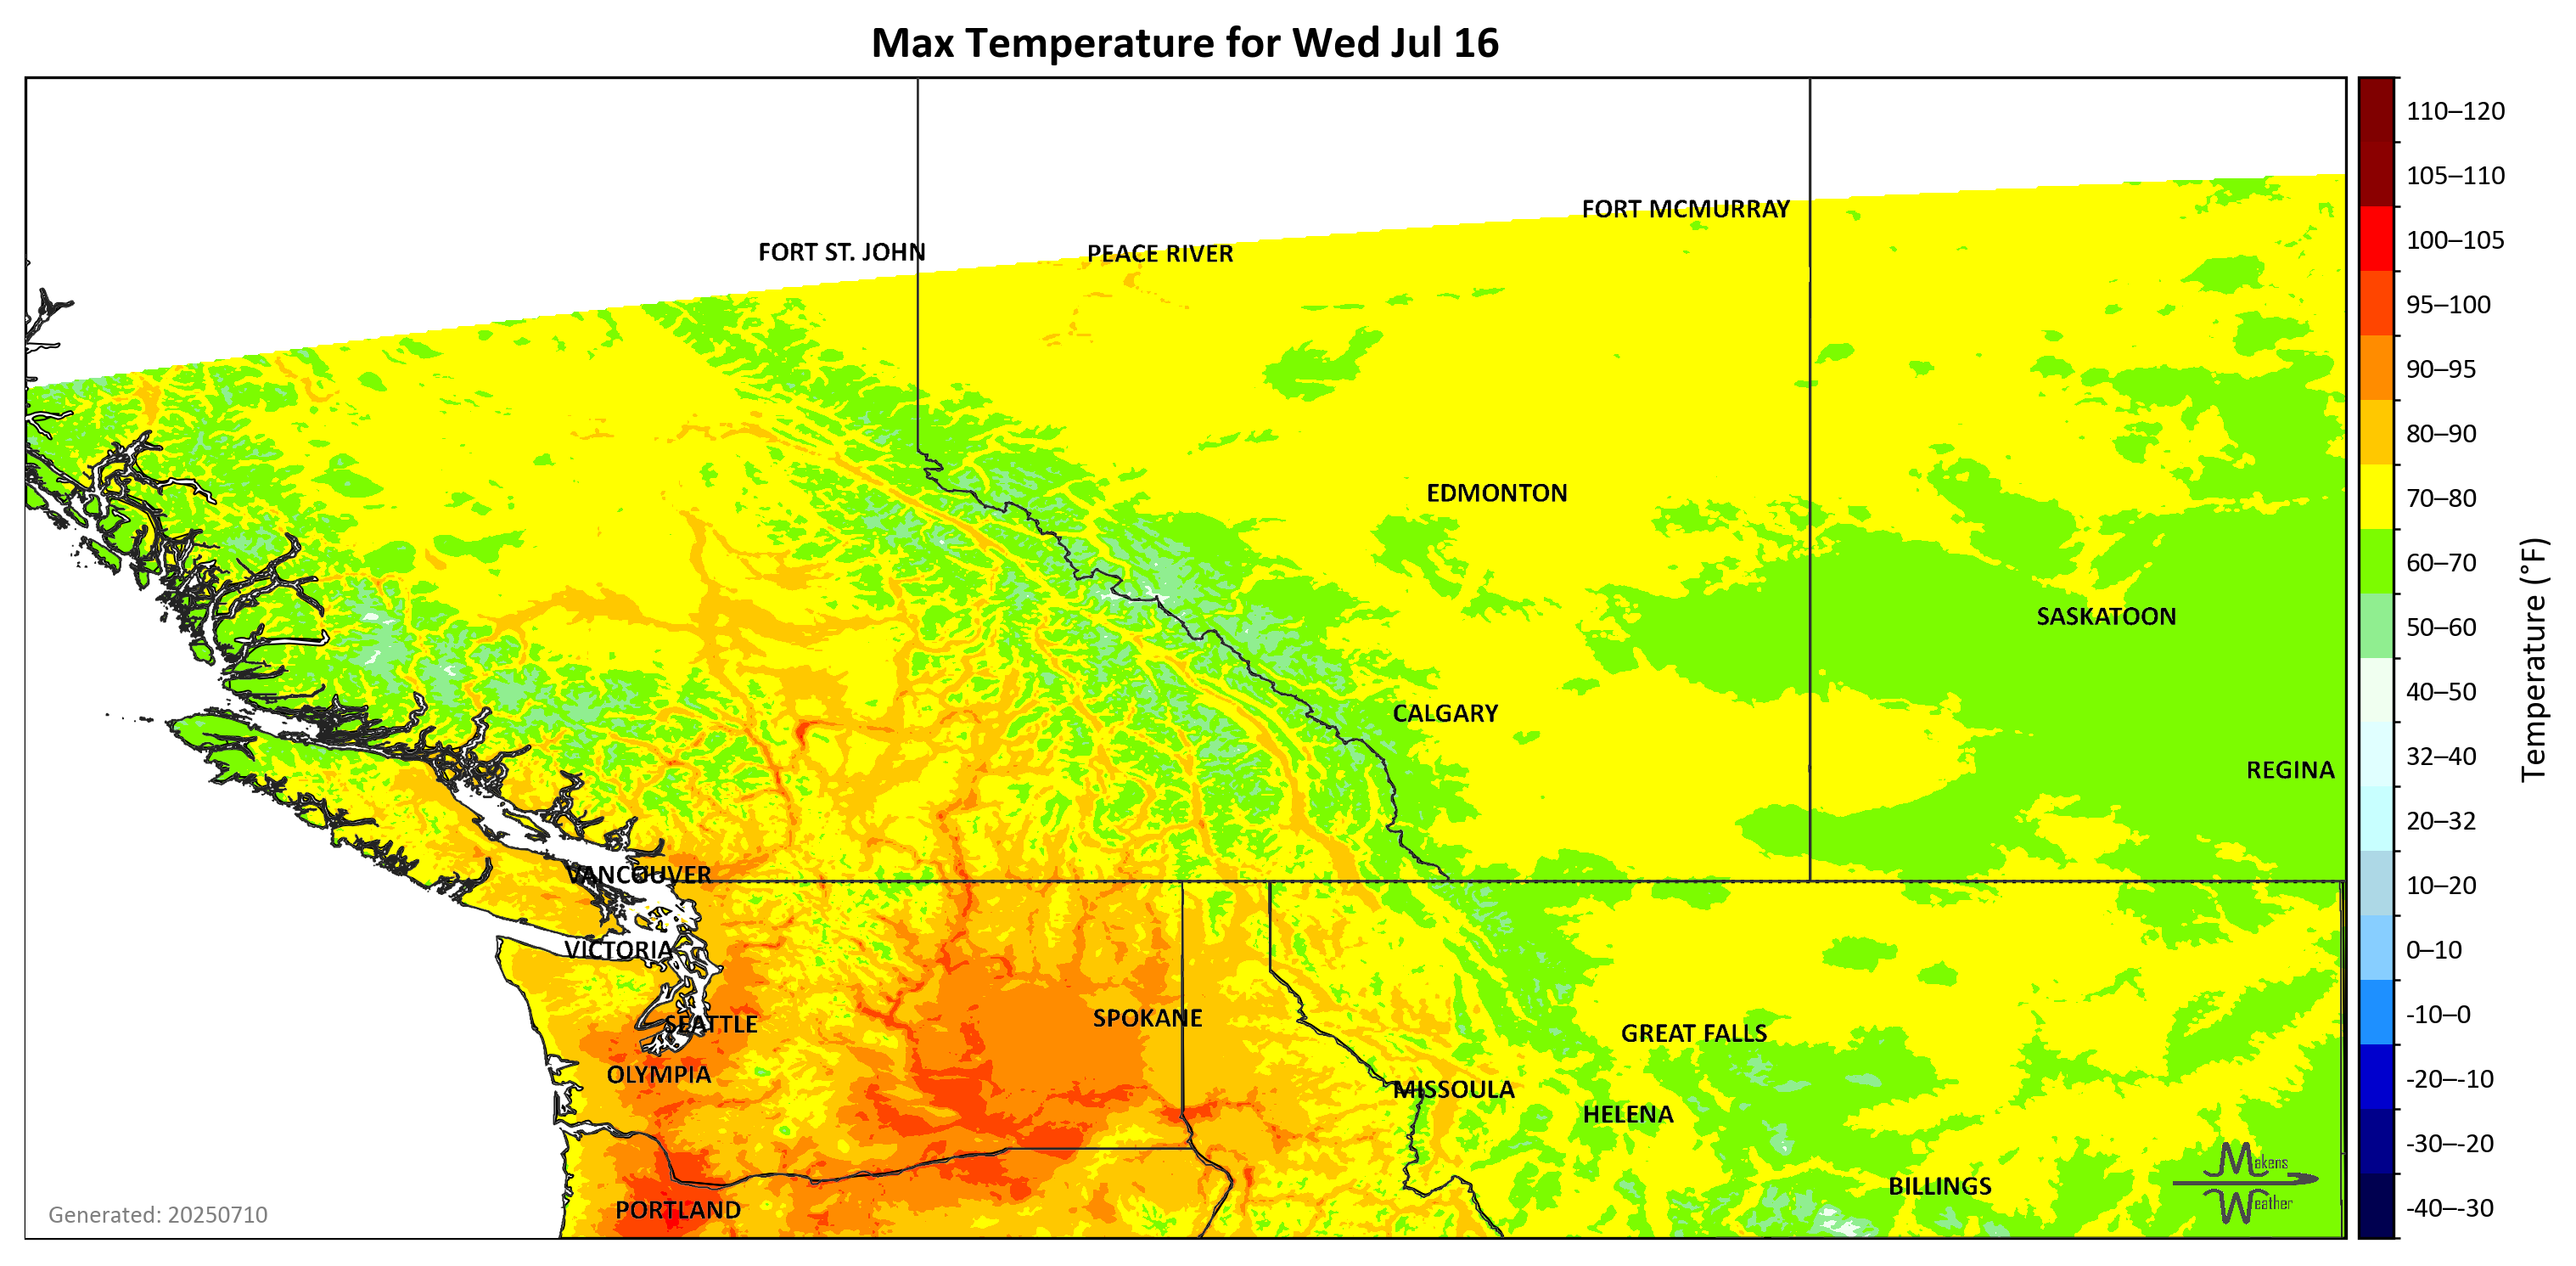 Max Temperature for Wed Jul 16
FORT MCMURRAY
FORT ST. JOHN
PEACE RIVER
EDMONTON
SASKATOON
CALGARY
REGINA
VANCOUVER
VICTORIA
SEATTLE
SPOKANE
GREAT FALLS
OLYMPIA
MISSOULA
HELENA
BILLINGS
PORTLAND
Generated: 20250710
Makens
Weather
110–120
105–110
100–105
95–100
90–95
80–90
70–80
60–70
50–60
40–50
32–40
20–32
10–20
0–10
-10–0
-20–-10
-30–-20
-40–-30
Temperature (°F)